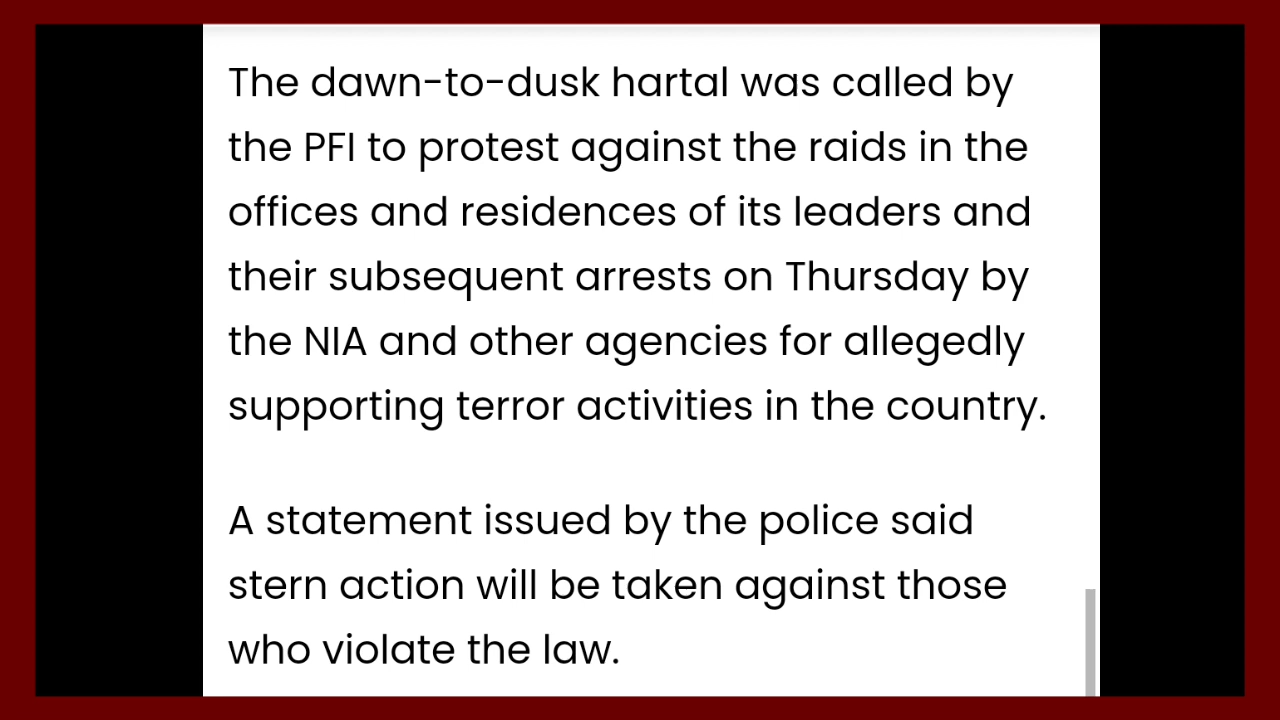 The dawn-to-dusk hartal was called by
the PFI to protest against the raids in the
offices and residences of its leaders and
their subsequent arrests on Thursday by
the NIA and other agencies for allegedly
supporting terror activities in the country.
A statement issued by the police said
stern action will be taken against those
who violate the law.